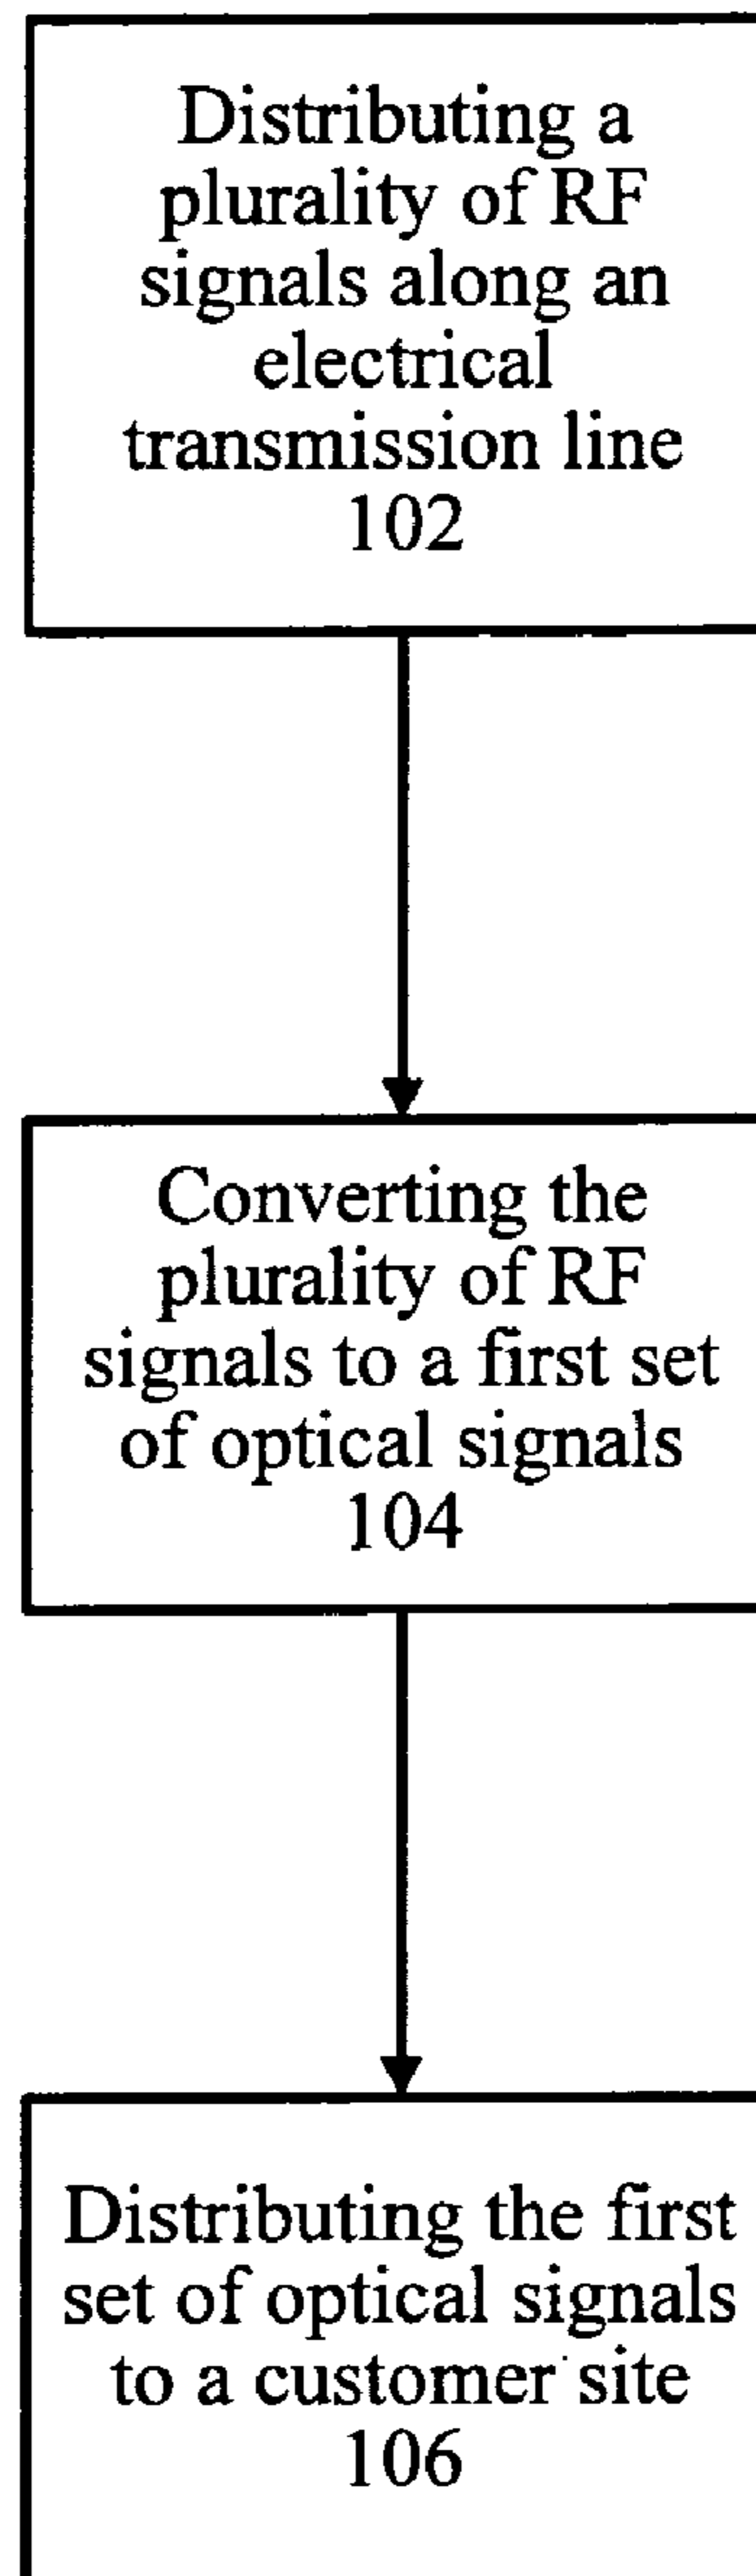 Distributing a
plurality of RF
signals along an
electrical
transmission line
102
Converting the
plurality of RF
signals to a first set
of optical signals
104
Distributing the first
set of optical signals
to a customer site
106